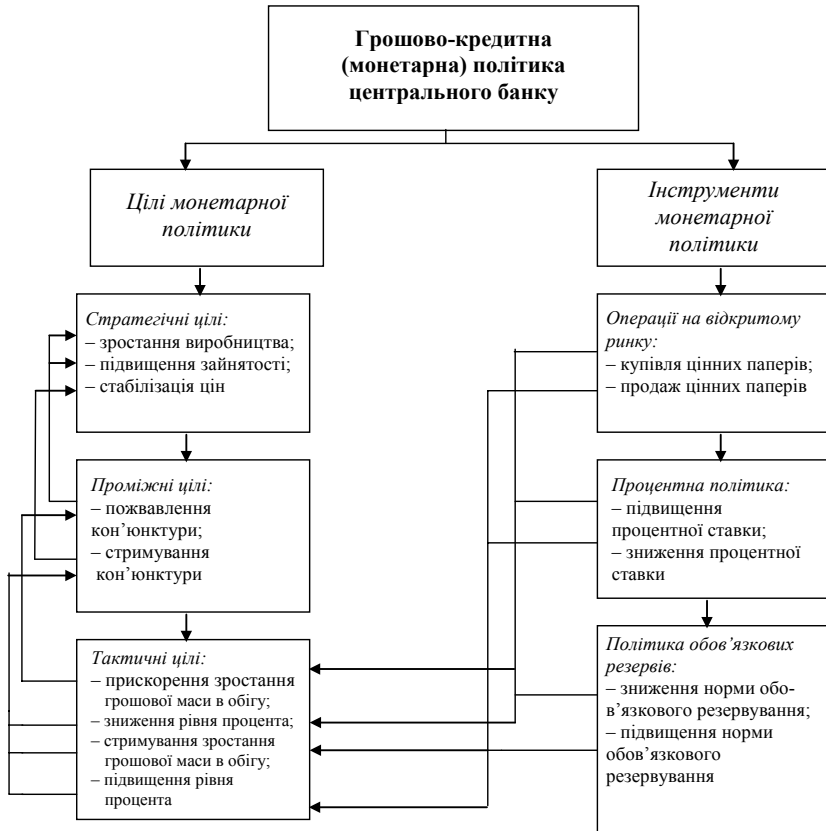 Грошово-кредитна
(монетарна) політика
центрального банку
Цілі монетарної
політики
Стратегічні цілі:
– зростання виробництва;
– підвищення зайнятості;
– стабілізація цін
Проміжні цілі:
– пожвавлення
кон’юнктури;
– стримування
кон’юнктури
Тактичні цілі:
– прискорення зростання
грошової маси в обігу;
– зниження рівня процента;
– стримування зростання
грошової маси в обігу;
– підвищення рівня
процента
Інструменти
монетарної
політики
Операції на відкритому
ринку:
– купівля цінних паперів;
– продаж цінних паперів
Процентна політика:
– підвищення
процентної ставки;
– зниження процентної
ставки
Політика обов’язкових
резервів:
– зниження норми обо-
в’язкового резервування;
– підвищення норми
обов’язкового
резервування